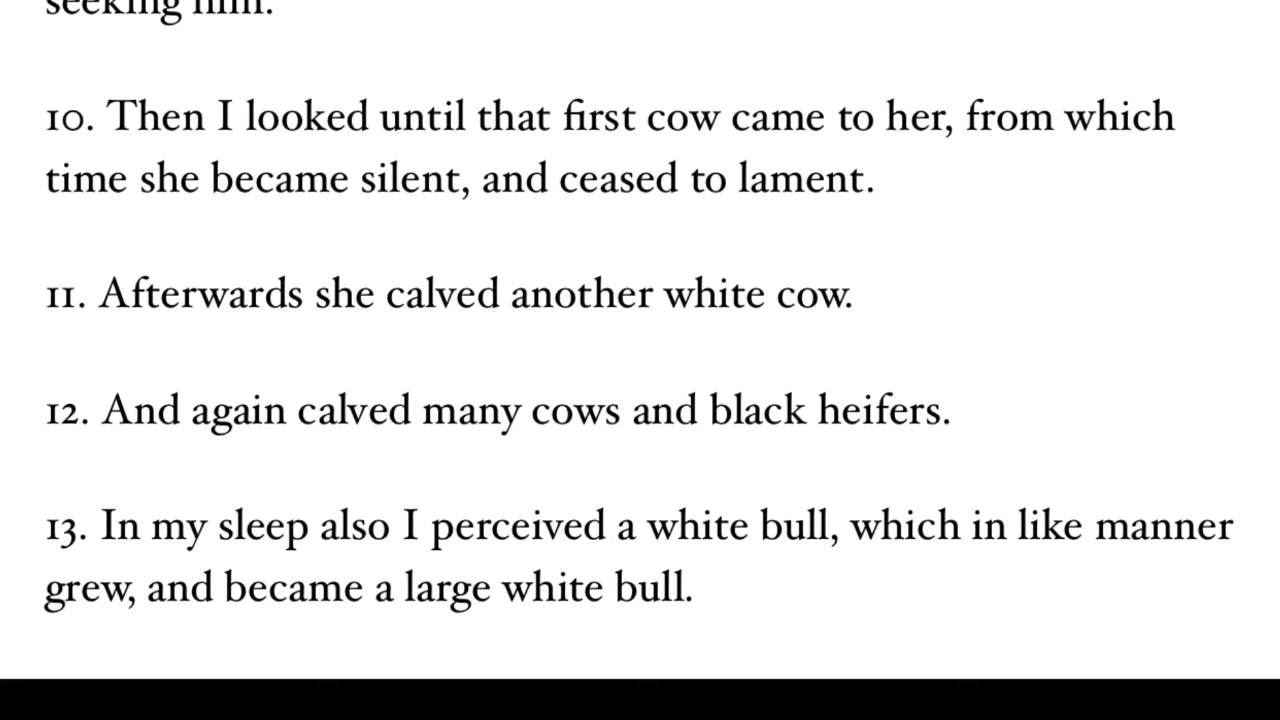 seeking him.
10. Then I looked until that first cow came to her, from which
time she became silent, and ceased to lament.
11. Afterwards she calved another white cow.
12. And again calved many cows and black heifers.
13. In my sleep also I perceived a white bull, which in like manner
grew, and became a large white bull.